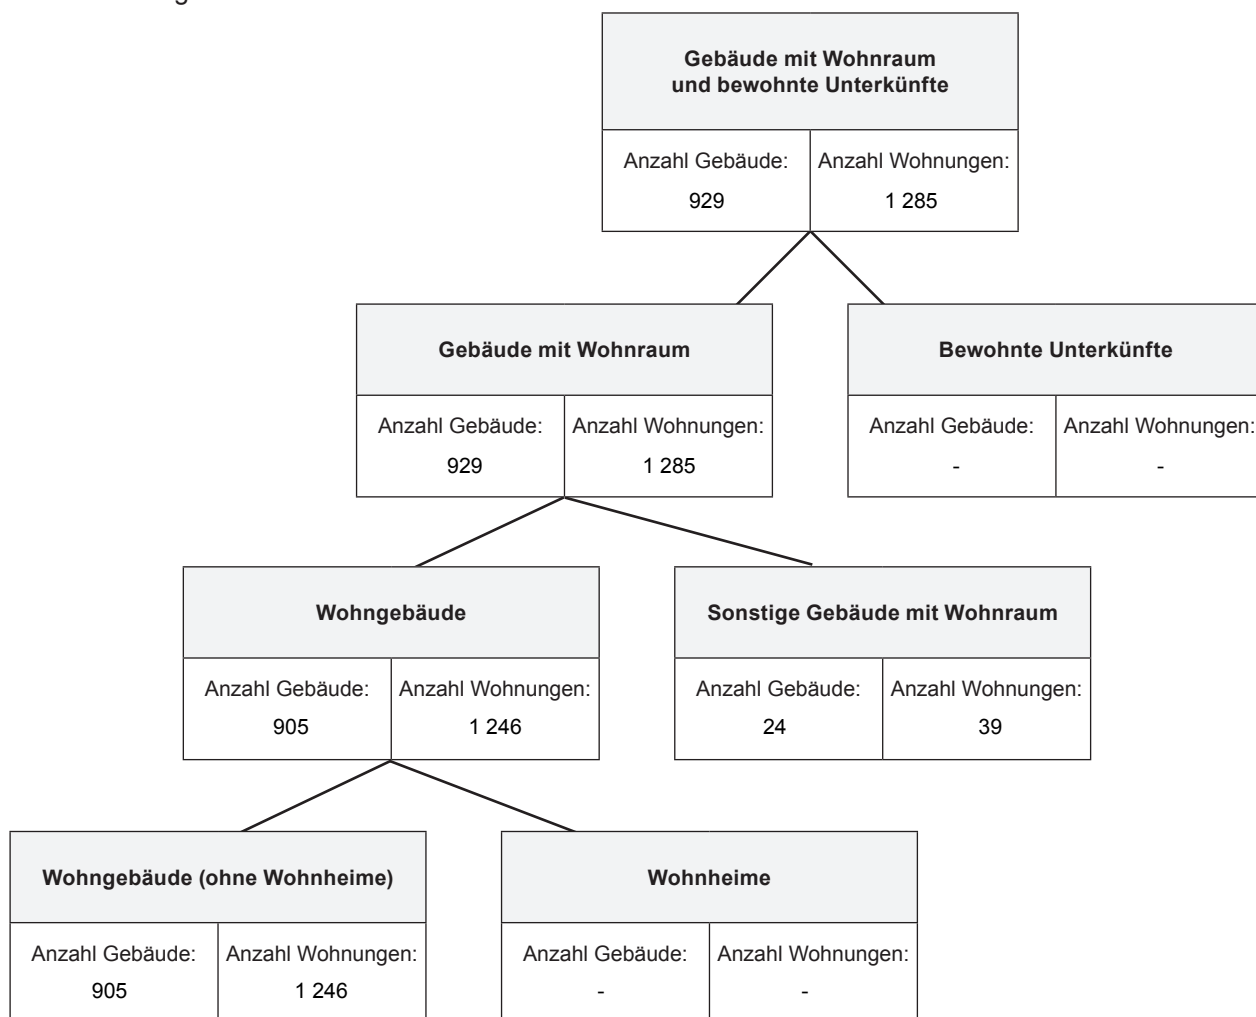 Gebäude mit Wohnraum
und bewohnte Unterkünfte
Anzahl Gebäude: Anzahl Wohnungen:
929 1 285
Gebäude mit Wohnraum Bewohnte Unterkünfte
Anzahl Gebäude: Anzahl Wohnungen: Anzahl Gebäude: Anzahl Wohnungen:
929 1 285 - -
Wohngebäude Sonstige Gebäude mit Wohnraum
Anzahl Gebäude: Anzahl Wohnungen: Anzahl Gebäude: Anzahl Wohnungen:
905 1 246 24 39
Wohngebäude (ohne Wohnheime) Wohnheime
Anzahl Gebäude: Anzahl Wohnungen: Anzahl Gebäude: Anzahl Wohnungen:
905 1 246 - -